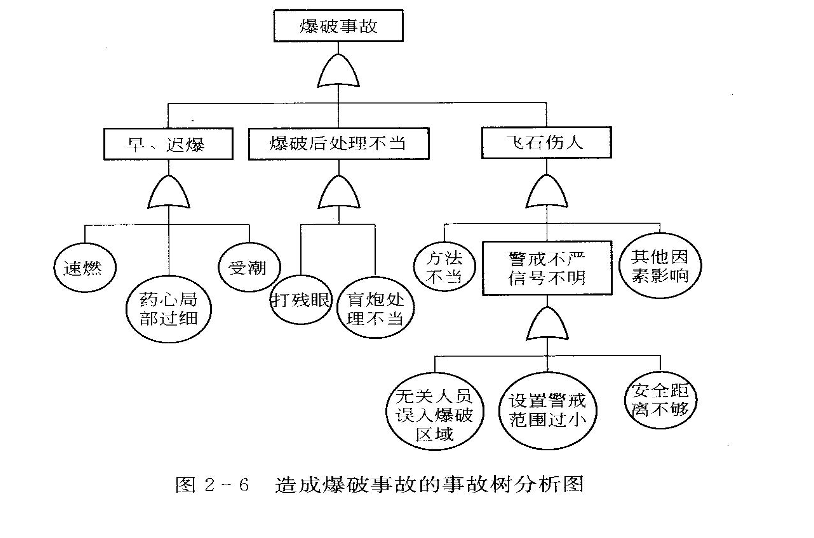 爆破事故
早、迟爆
爆破后处理不当
飞石伤人
速燃
药心局
部过细
受潮
打残眼
盲炮处
理不当
方法
不当
警戒不严
信号不明
其他因
素影响
无关人员
误入爆破
区域
设置警戒
范围过小
安全距
离不够
图2-6 造成爆破事故的事故树分析图